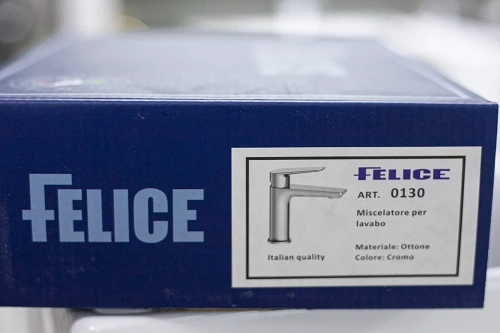 FELICE
FELICE
ART. 0130
Miscelatore per
lavabo
Materiale: Ottone
Colore: Cromo
Italian quality